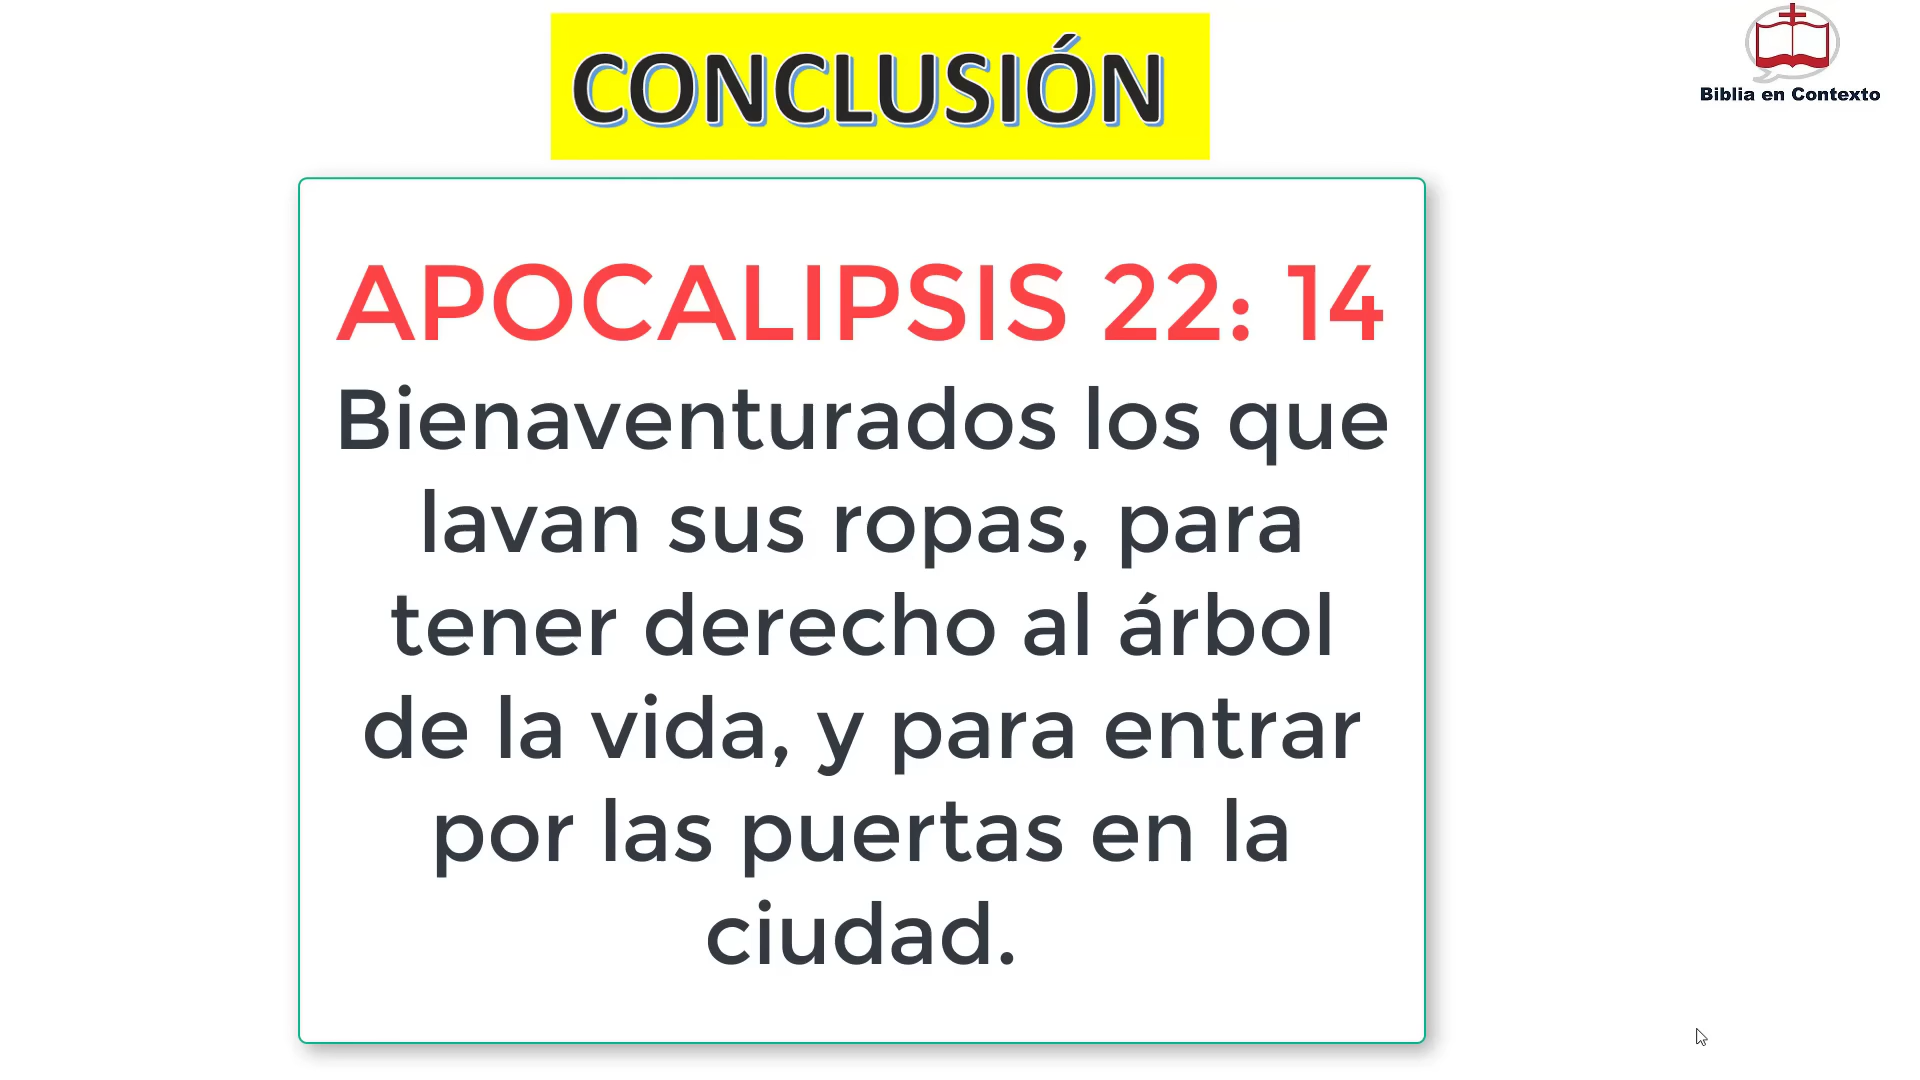 CONCLUSIÓN
Biblia en Contexto
APOCALIPSIS 22: 14
Bienaventurados los que
lavan sus ropas, para
tener derecho al árbol
de la vida, y para entrar
por las puertas en la
ciudad.